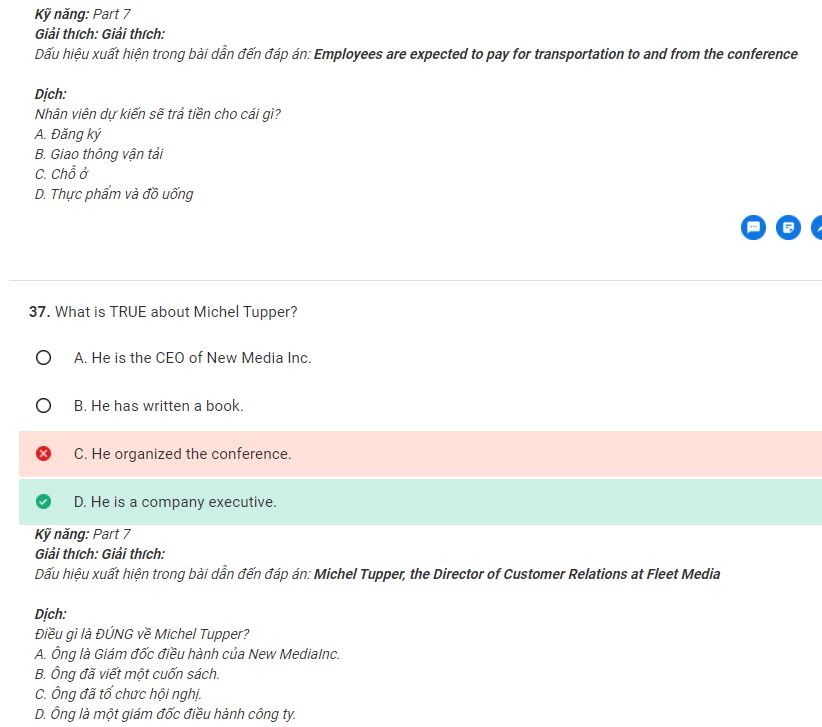 Kỹ năng: Part 7
Giải thích: Giải thích:
Dấu hiệu xuất hiện trong bài dẫn đến đáp án: Employees are expected to pay for transportation to and from the conference
Dịch:
Nhân viên dự kiến sẽ trả tiền cho cái gì?
A. Đăng ký
B. Giao thông vận tải
C. Chỗ ở
D. Thực phẩm và đồ uống
37. What is TRUE about Michel Tupper?
A. He is the CEO of New Media Inc.
B. He has written a book.
C. He organized the conference.
D. He is a company executive.
Kỹ năng: Part 7
Giải thích: Giải thích:
Dấu hiệu xuất hiện trong bài dẫn đến đáp án: Michel Tupper, the Director of Customer Relations at Fleet Media
Dịch:
Điều gì là ĐÚNG về Michel Tupper?
A. Ông là Giám đốc điều hành của New MediaInc.
B. Ông đã viết một cuốn sách.
C. Ông đã tổ chức hội nghị.
D. Ông là một giám đốc điều hành công ty.